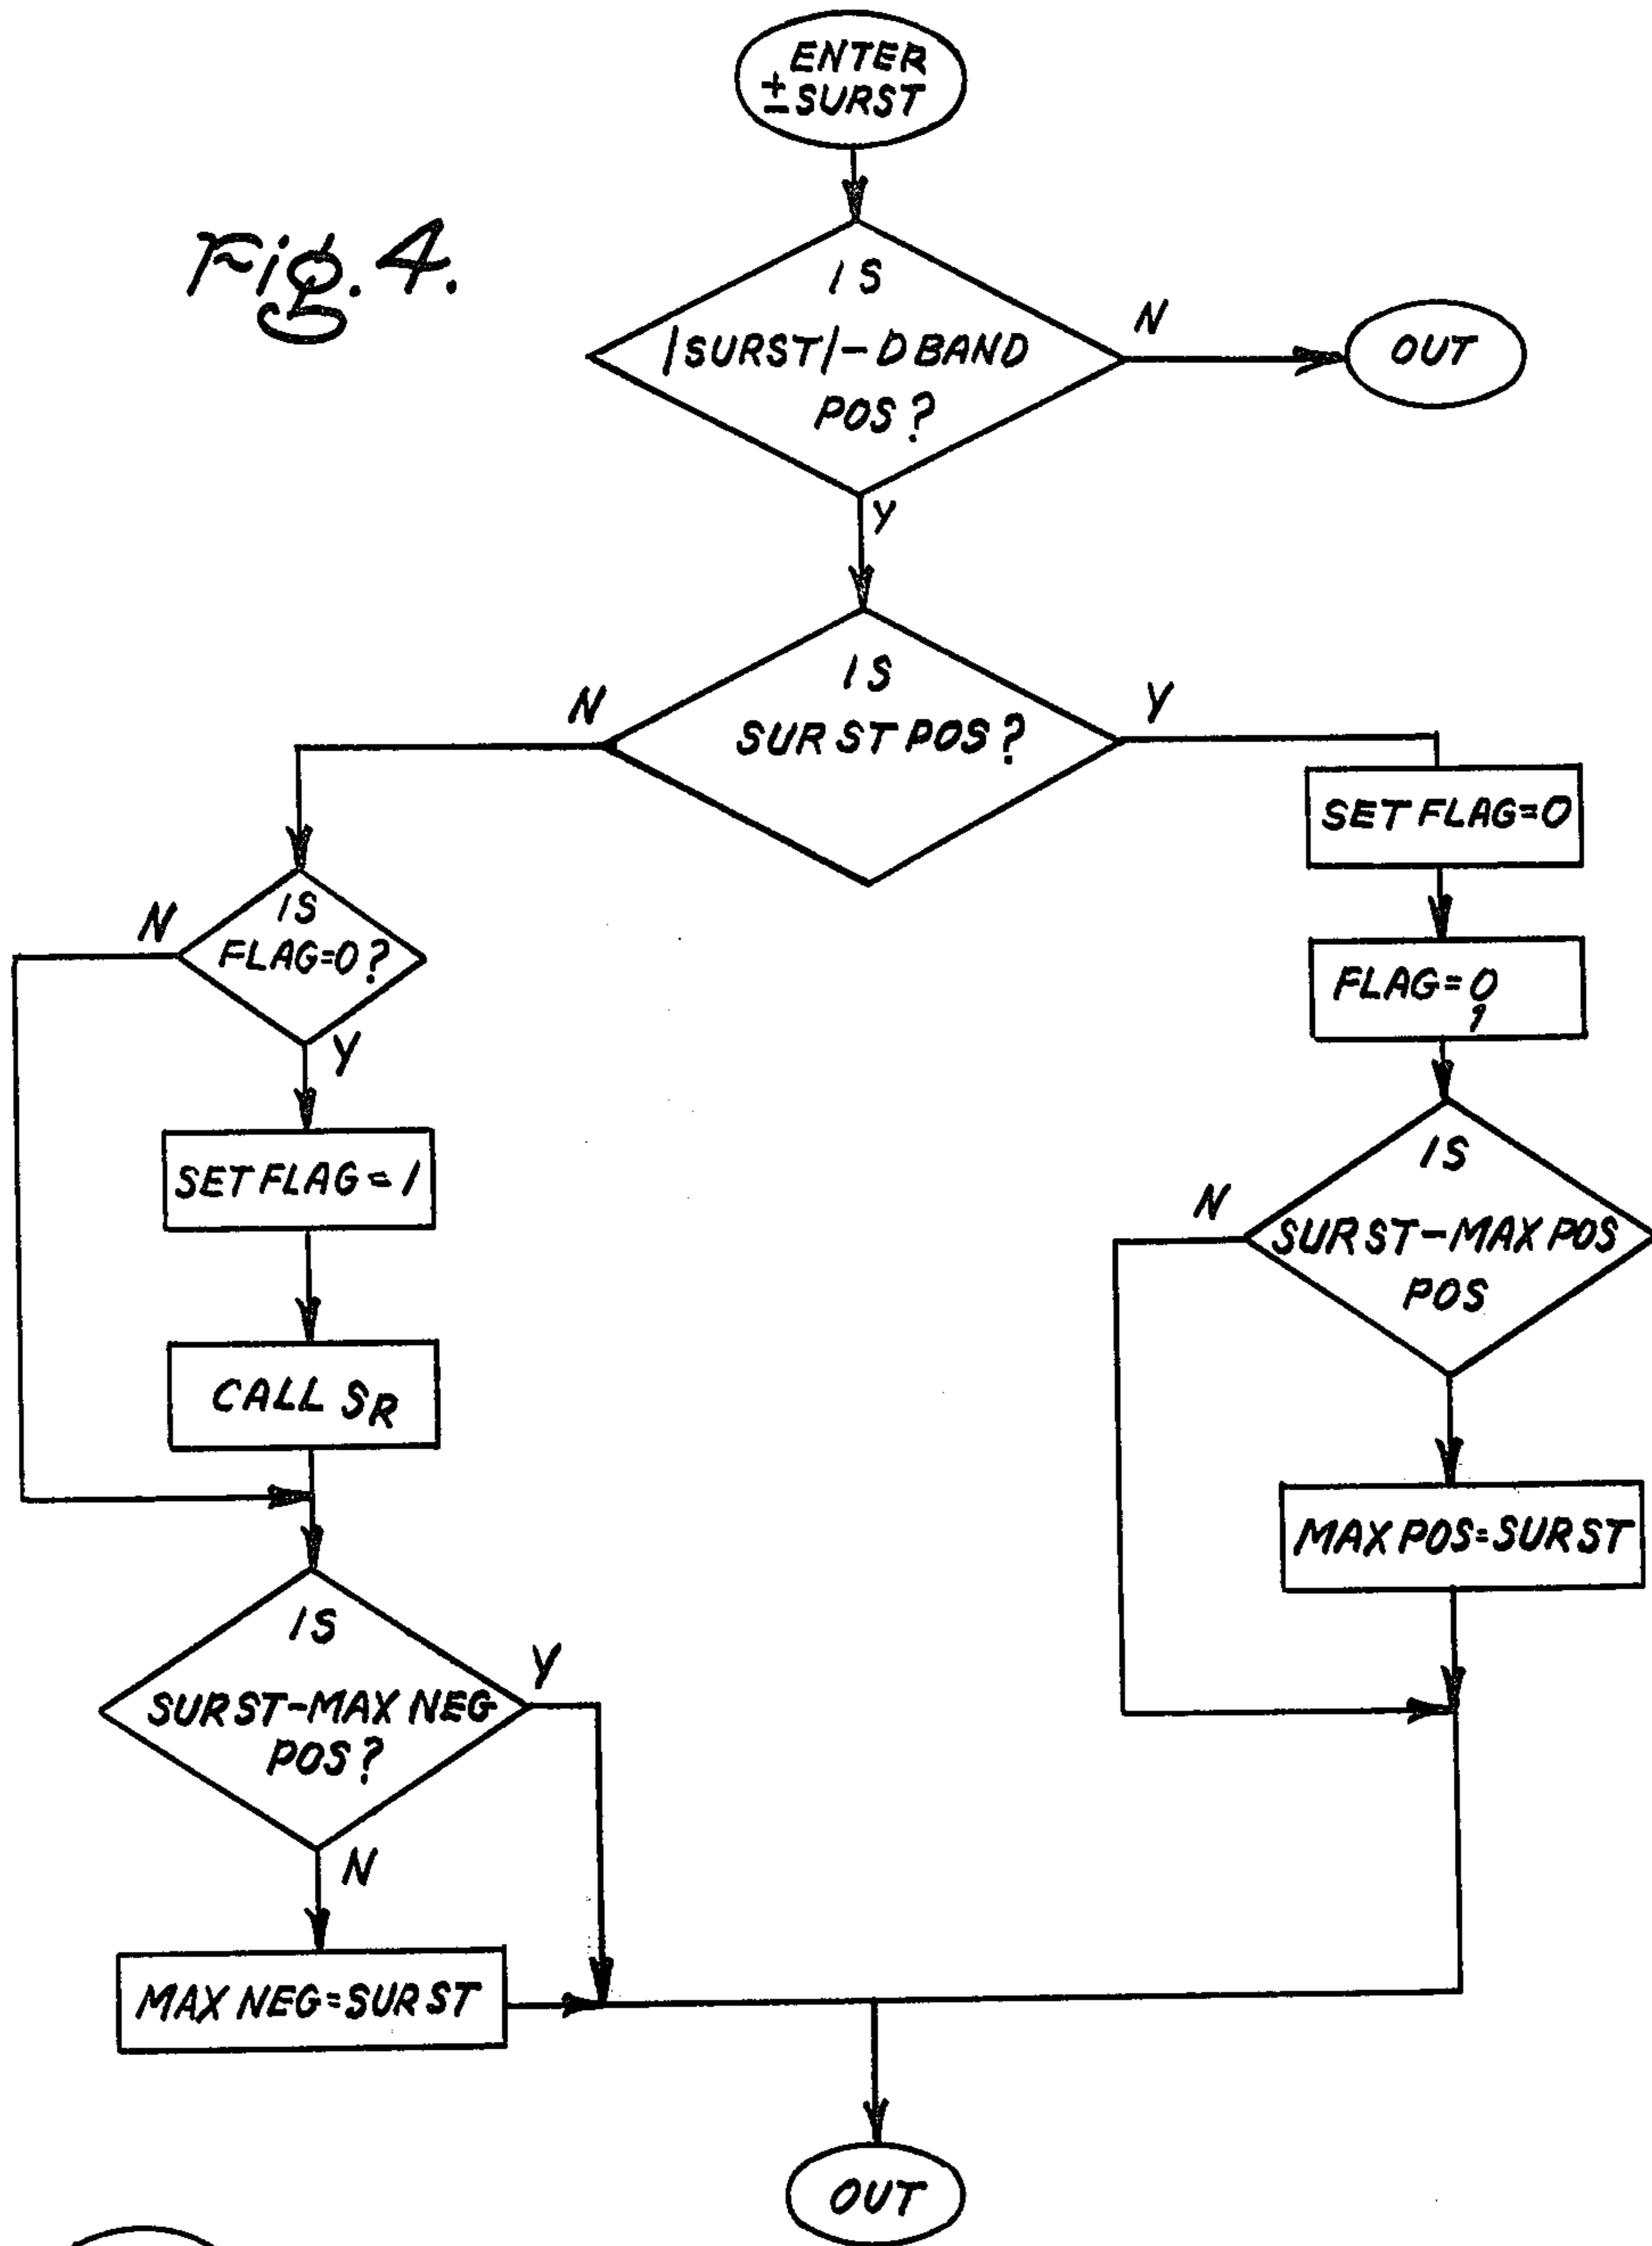 ENTER
±SURST
Fig. 4.
IS
|SURST|-DBAND
POS?
N
OUT
Y
IS
SURST POS?
N
Y
SET FLAG=0
IS
FLAG=0?
N
Y
FLAG=0,
SET FLAG=1
IS
SURST-MAX POS
POS
N
CALL SR
MAX POS=SURST
IS
SURST-MAX NEG
POS?
Y
N
MAX NEG=SURST
OUT